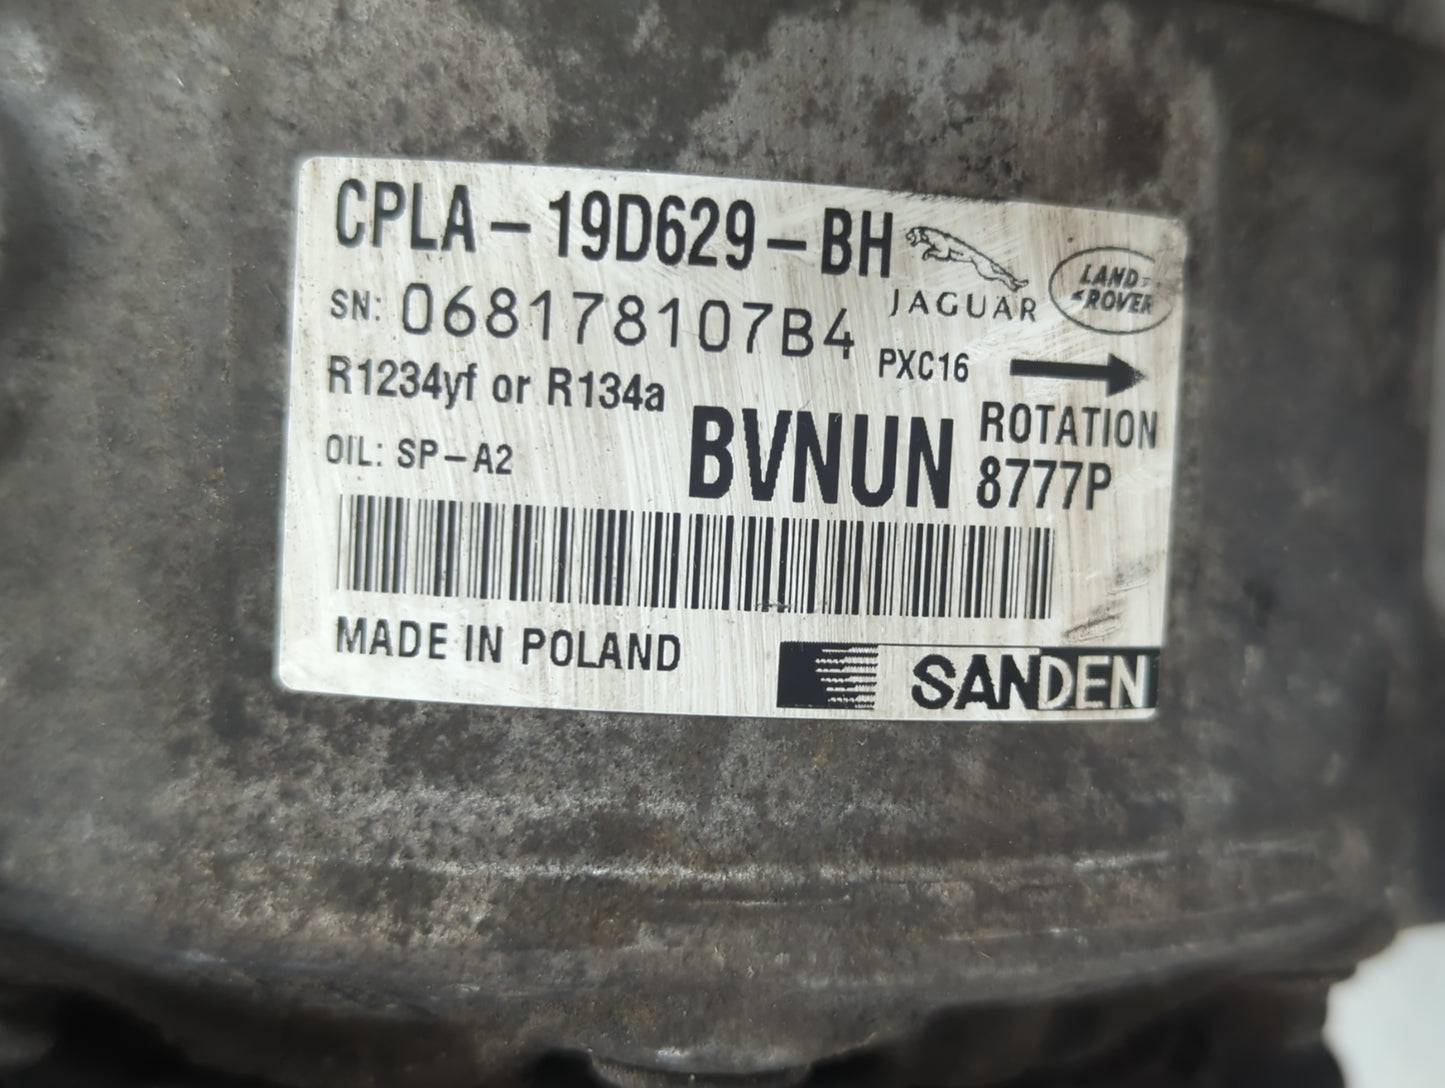 CPLA-19D629-BH
JAGUAR
LAND
ROVER
SN: 068178107B4
PXC16
R1234yf or R134a
ROTATION
OIL: SP-A2
BVNUN
8777P
MADE IN POLAND
SANDEN